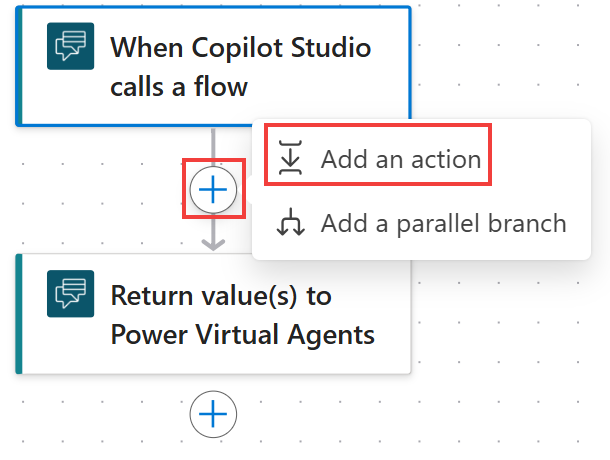 When Copilot Studio
calls a flow
Add an action
Add a parallel branch
Return value(s) to
Power Virtual Agents